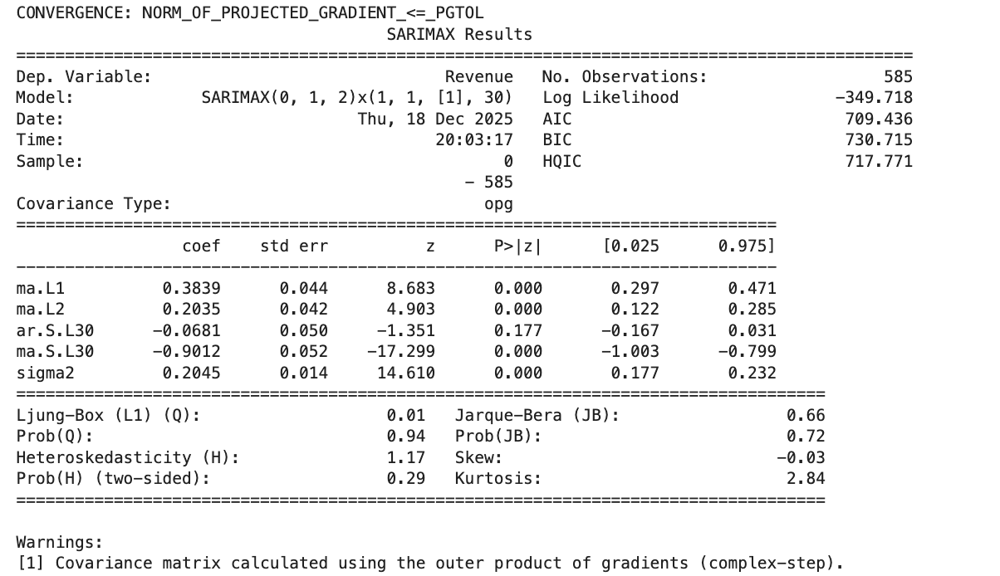 CONVERGENCE: NORM_OF_PROJECTED_GRADIENT_<=_PGTOL
                                      SARIMAX Results
==========================================================================================
Dep. Variable:                            Revenue   No. Observations:                  585
Model:             SARIMAX(0, 1, 2)x(1, 1, [1], 30)   Log Likelihood                -349.718
Date:                            Thu, 18 Dec 2025   AIC                            709.436
Time:                                    20:03:17   BIC                            730.715
Sample:                                         0   HQIC                           717.771
                                            - 585
Covariance Type:                              opg
==============================================================================
                 coef    std err          z      P>|z|      [0.025      0.975]
------------------------------------------------------------------------------
ma.L1          0.3839      0.044      8.683      0.000       0.297       0.471
ma.L2          0.2035      0.042      4.903      0.000       0.122       0.285
ar.S.L30      -0.0681      0.050     -1.351      0.177      -0.167       0.031
ma.S.L30      -0.9012      0.052    -17.299      0.000      -1.003      -0.799
sigma2         0.2045      0.014     14.610      0.000       0.177       0.232
===================================================================================
Ljung-Box (L1) (Q):                   0.01   Jarque-Bera (JB):                 0.66
Prob(Q):                              0.94   Prob(JB):                         0.72
Heteroskedasticity (H):               1.17   Skew:                            -0.03
Prob(H) (two-sided):                  0.29   Kurtosis:                         2.84
===================================================================================
Warnings:
[1] Covariance matrix calculated using the outer product of gradients (complex-step).